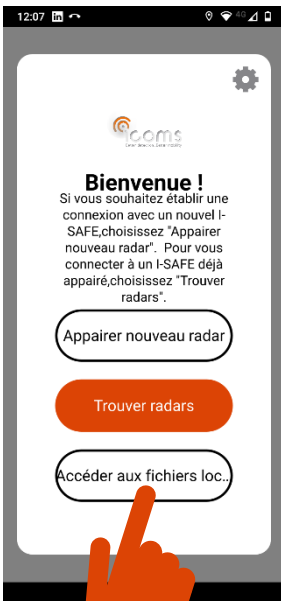 12:07
4G
icoms
Bienvenue !
Si vous souhaitez établir une
connexion avec un nouvel I-
SAFE,choisissez "Appairer
nouveau radar".  Pour vous
connecter à un I-SAFE déjà
appairé,choisissez "Trouver
radars".
Appairer nouveau radar
Trouver radars
Accéder aux fichiers loc...